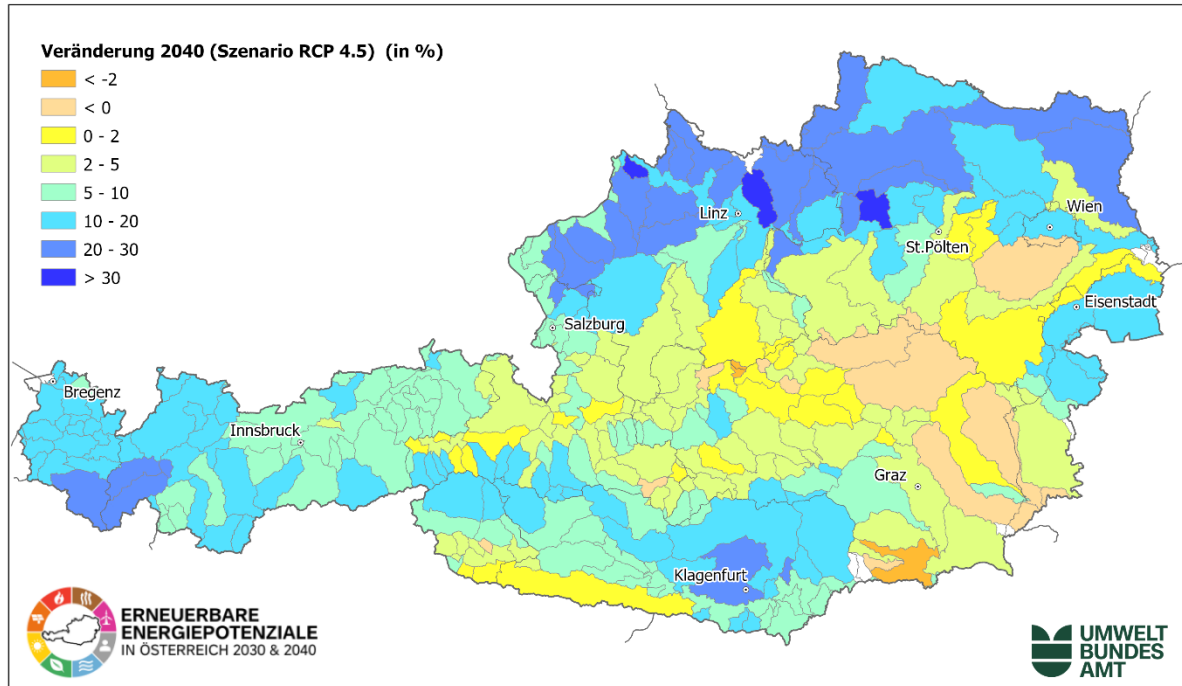 Veränderung 2040 (Szenario RCP 4.5) (in %)
< -2
< 0
0 - 2
2 - 5
5 - 10
10 - 20
20 - 30
> 30
Linz
Wien
St.Pölten
Eisenstadt
Salzburg
Bregenz
Innsbruck
Graz
Klagenfurt
ERNEUERBARE
ENERGIEPOTENZIALE
IN ÖSTERREICH 2030 & 2040
UMWELT
BUNDES
AMT